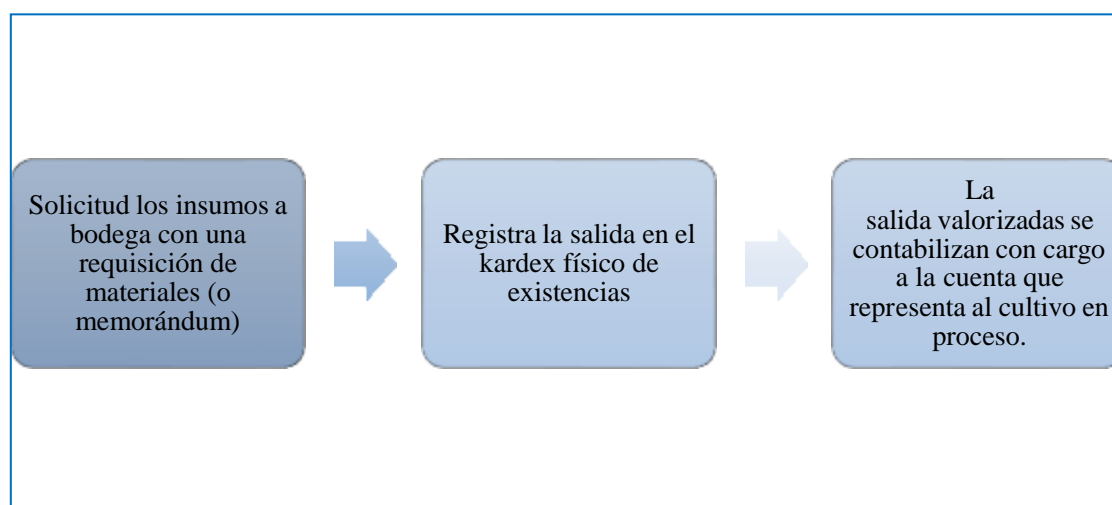 Solicitud los insumos a
bodega con una
requisición de
materiales (o
memorándum)
Registra la salida en el
kardex físico de
existencias
La
salida valorizadas se
contabilizan con cargo
a la cuenta que
representa al cultivo en
proceso.